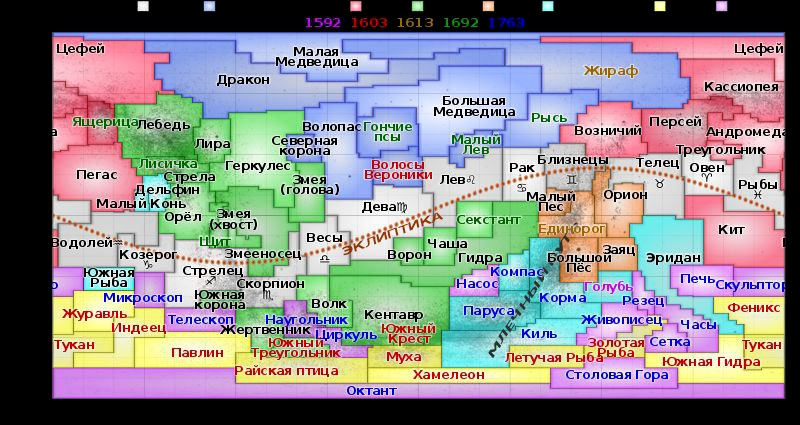 1592 1603 1613 1692 1763
Цефей
Малая
Медведица
Цефей
Дракон
Жираф
Кассиопея
Большая
Медведица
Ящерица
Лебедь
Волопас
Гончие
псы
Рысь
Возничий
Персей
Андромеда
а
Лира
Северная
корона
Малый
Лев
Треугольник
Лисичка
Геркулес
Волосы
Вероники
Рак
Близнецы
Телец
Овен
Пегас
Стрела
Дельфин
Змея
(голова)
Лев♌
♋
♊
♉
♈
Рыбы
♓
Малый Конь
Дева♍
Малый
Пёс
Орион
Орёл
Змея
(хвост)
Секстант
Единорог
Кит
Водолей♒
Щит
Весы
♎
ЭКЛИПТИКА
Чаша
Заяц
Козерог
♑
Змееносец
Ворон
Гидра
Большой
Пёс
Эридан
о
Южная
Рыба
Стрелец
♐
Скорпион
♏
Компас
Насос
Голубь
Печь
Скульптор
Микроскоп
Южная
корона
Волк
Кентавр
Паруса
МЛЕЧНЫЙ
Корма
Резец
Феникс
Журавль
Индеец
Телескоп
Жертвенник
Наугольник
Циркуль
Южный
Крест
Киль
Живописец
Часы
Тукан
Павлин
Южный
Треугольник
Муха
Летучая Рыба
Золотая
Рыба
Сетка
Тукан
Южная Гидра
Райская птица
Хамелеон
Столовая Гора
Октант